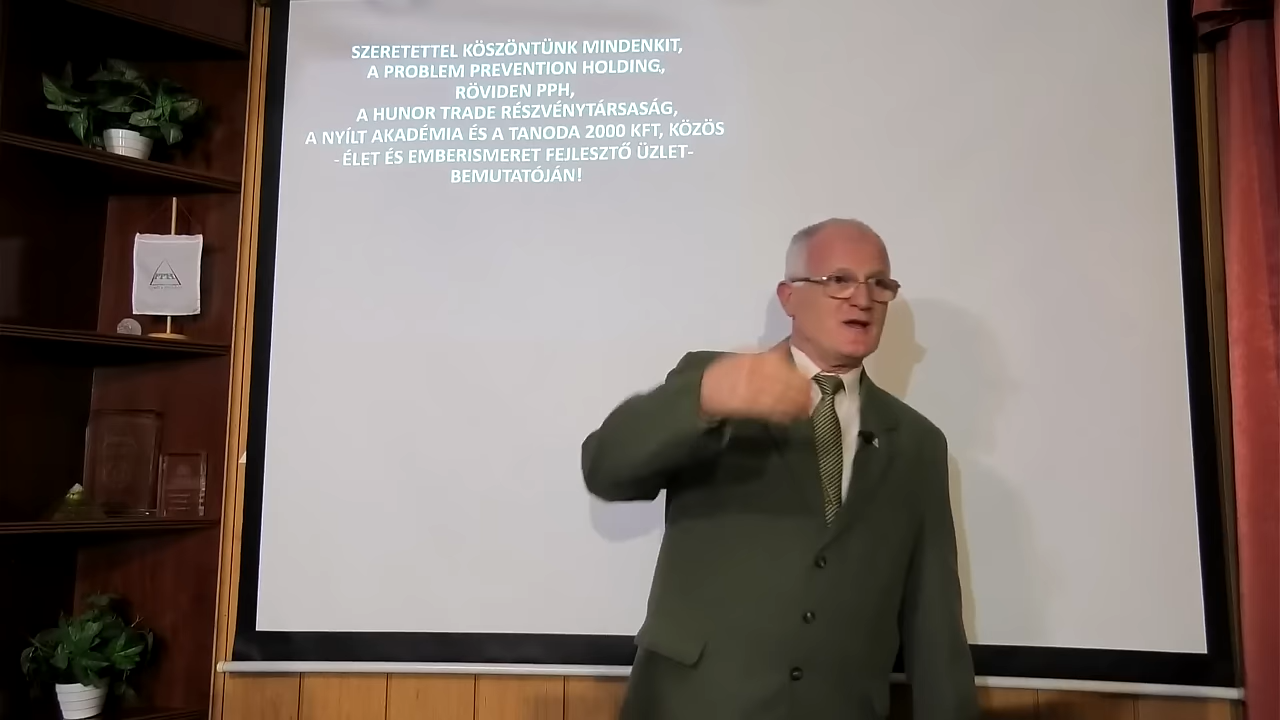 SZERETETTEL KÖSZÖNTÜNK MINDENKIT,
A PROBLEM PREVENTION HOLDING,
RÖVIDEN PPH,
A HUNOR TRADE RÉSZVÉNYTÁRSASÁG,
A NYÍLT AKADÉMIA ÉS A TANODA 2000 KFT, KÖZÖS
- ÉLET ÉS EMBERISMERET FEJLESZTŐ ÜZLET-
BEMUTATÓJÁN!